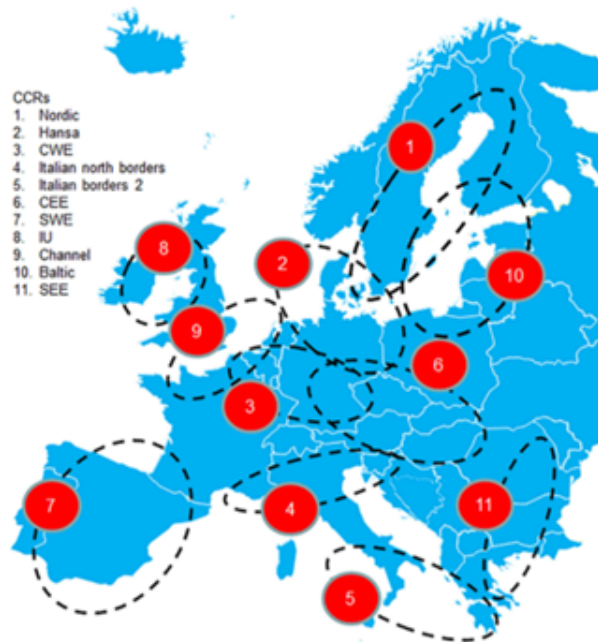 CCRs
1. Nordic
2. Hansa
3. CWE
4. Italian north borders
5. Italian borders 2
6. CEE
7. SWE
8. IU
9. Channel
10. Baltic
11. SEE
1
8
2
10
9
6
3
7
4
11
5